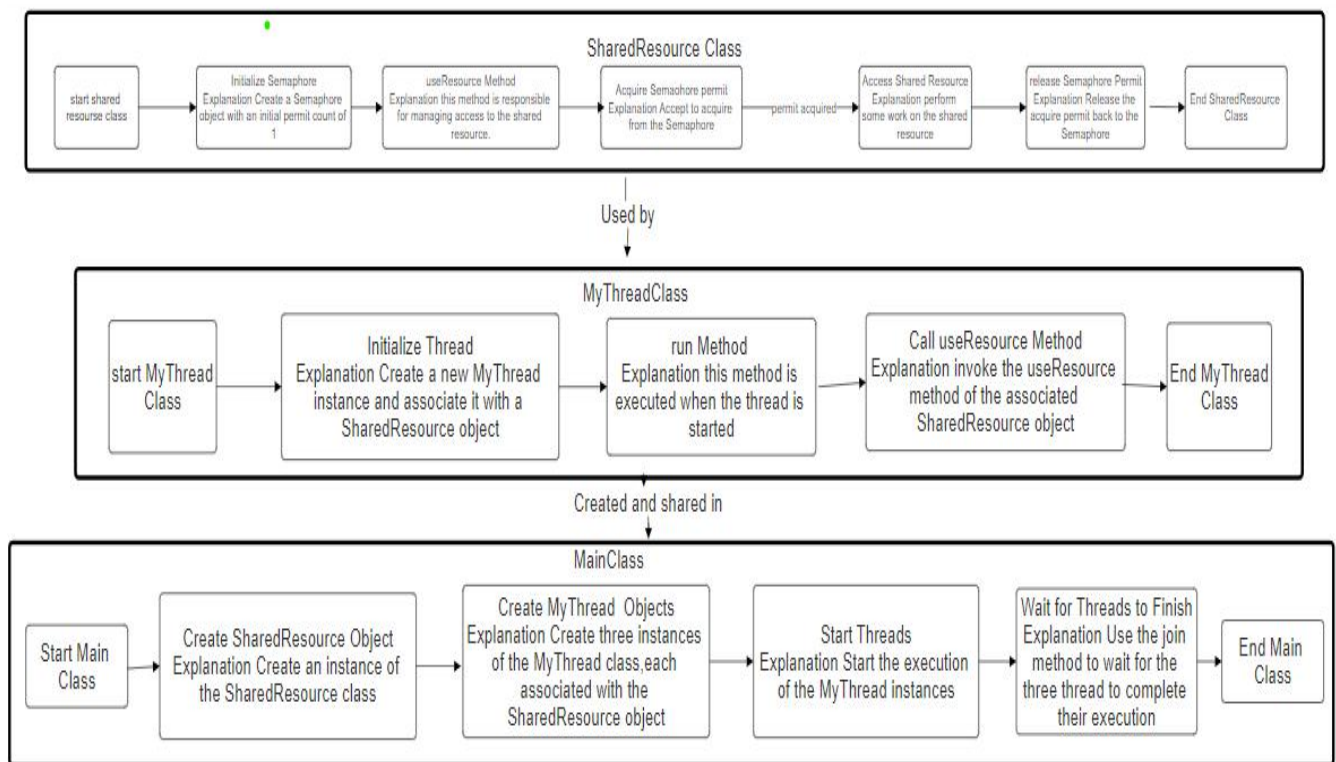 SharedResource Class
start shared
resourse class
Initialize Semaphore
Explanation Create a Semaphore
object with an initial permit count of
1
useResource Method
Explanation this method is responsible
for managing access to the shared
resource.
Acquire Semaohore permit
Explanation Accept to acquire
from the Semaphore
permit acquired
Access Shared Resource
Explanation perform
some work on the shared
resource
release Semaphore Permit
Explanation Release the
acquire permit back to the
Semaphore
End SharedResource
Class
Used by
MyThreadClass
start MyThread
Class
Initialize Thread
Explanation Create a new MyThread
instance and associate it with a
SharedResource object
run Method
Explanation this method is
executed when the thread is
started
Call useResource Method
Explanation invoke the useResource
method of the associated
SharedResource object
End MyThread
Class
Created and shared in
MainClass
Start Main
Class
Create SharedResource Object
Explanation Create an instance of
the SharedResource class
Create MyThread Objects
Explanation Create three instances
of the MyThread class,each
associated with the
SharedResource object
Start Threads
Explanation Start the execution
of the MyThread instances
Wait for Threads to Finish
Explanation Use the join
method to wait for the
three thread to complete
their execution
End Main
Class